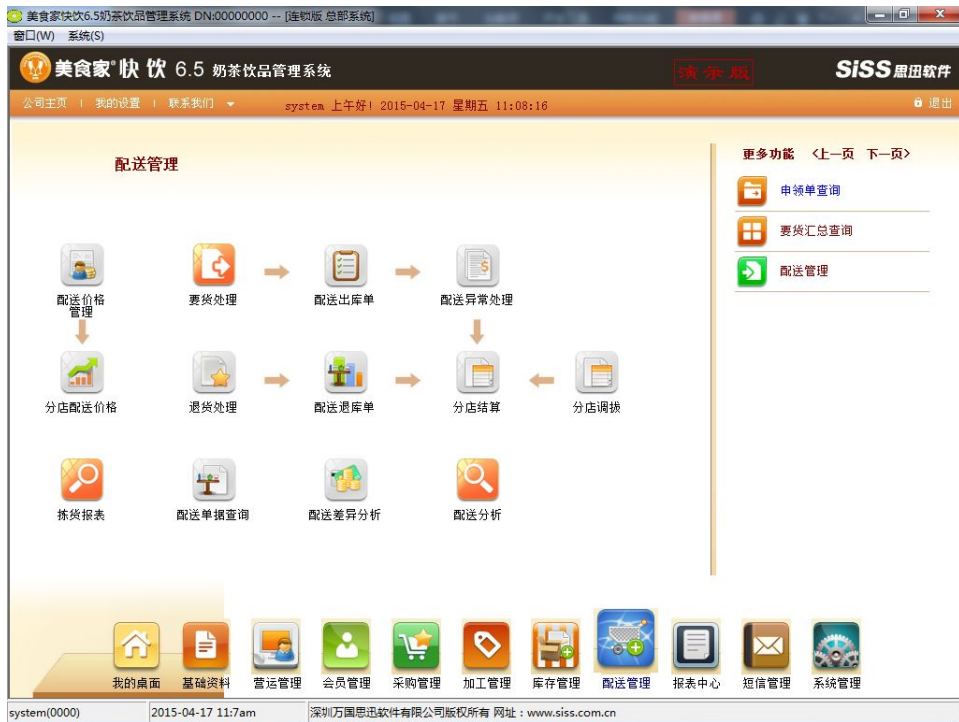 美食家快饮6.5奶茶饮品管理系统 DN:00000000 -- [连锁版 总部系统]
窗口(W) 系统(S)
美食家®快饮 6.5 奶茶饮品管理系统 演示版 SiSS 思迅软件
公司主页 | 我的设置 | 联系我们 system 上午好! 2015-04-17 星期五 11:08:16 退出
配送管理
更多功能 〈上一页 下一页〉
申领单查询
要货汇总查询
配送管理
配送价格管理 要货处理 配送出库单 配送异常处理
分店配送价格 退货处理 配送退库单 分店结算 分店调拨
拣货报表 配送单据查询 配送差异分析 配送分析
我的桌面 基础资料 营运管理 会员管理 采购管理 加工管理 库存管理 配送管理 报表中心 短信管理 系统管理
system(0000) 2015-04-17 11:7am 深圳万国思迅软件有限公司版权所有 网址：www.siss.com.cn